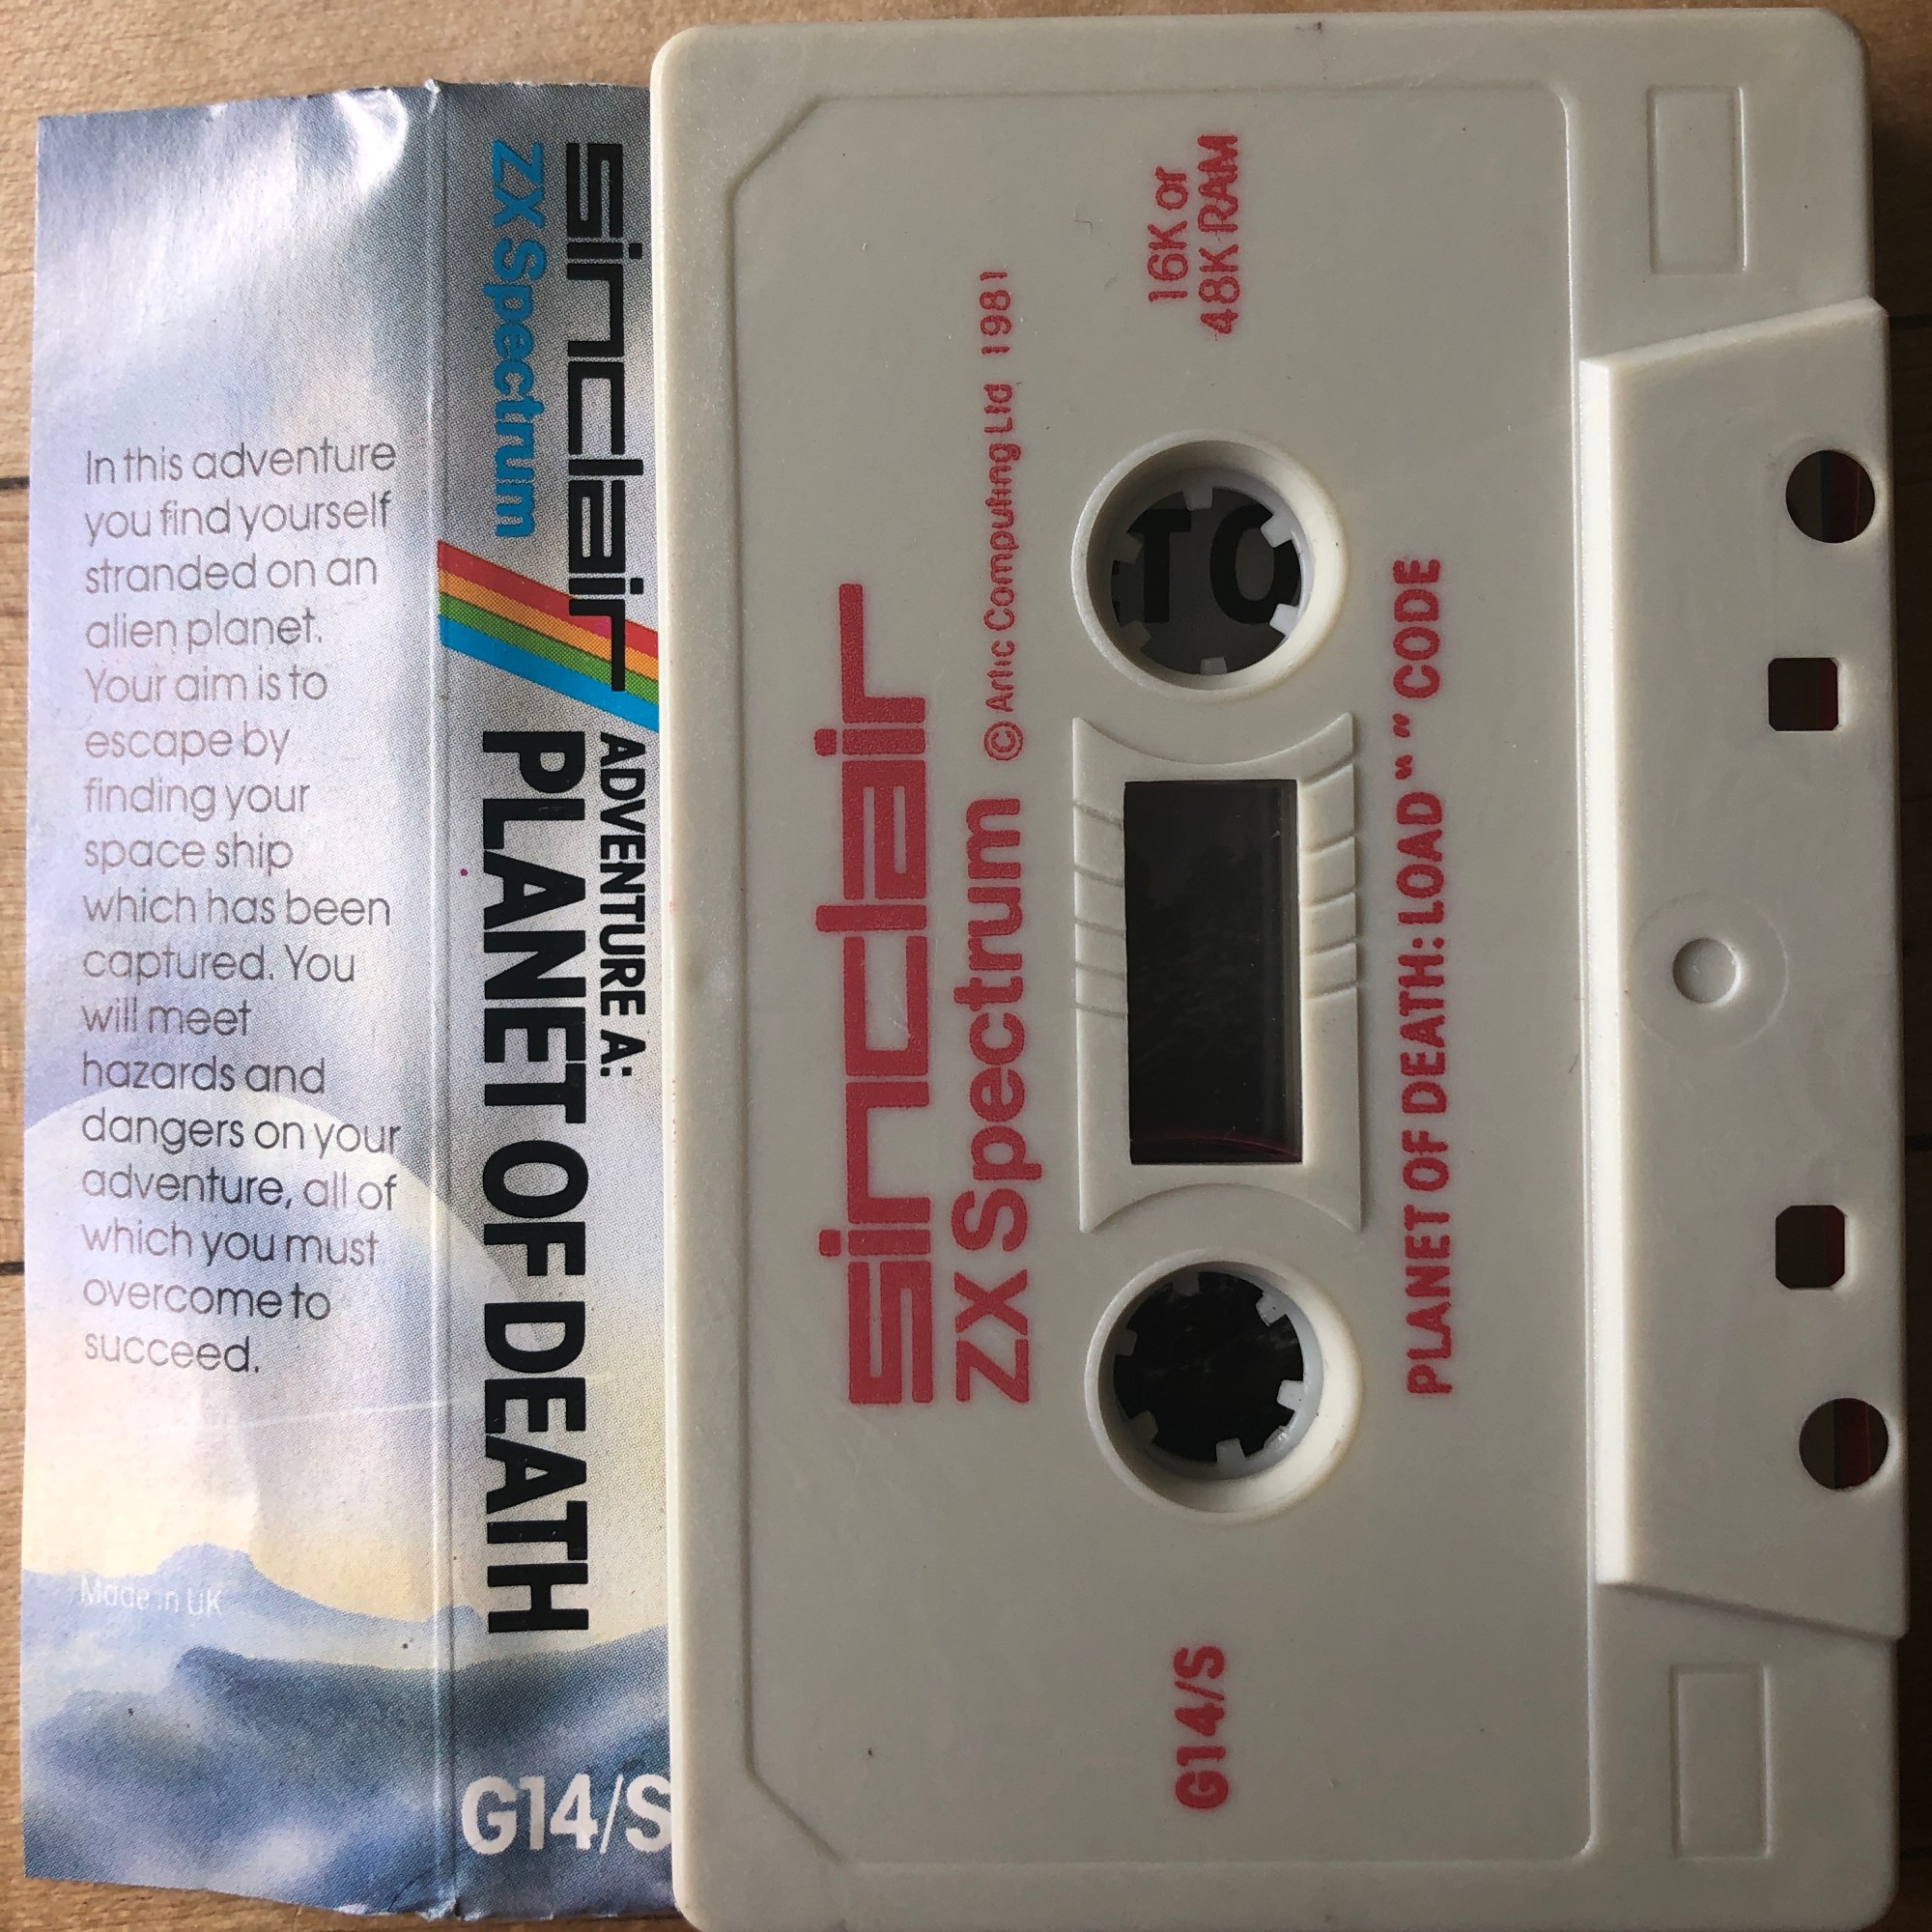 In this adventure
you find yourself
stranded on an
alien planet.
Your aim is to
escape by
finding your
space ship
which has been
captured. You
will meet
hazards and
dangers on your
adventure, all of
which you must
overcome to
succeed.
Made in UK
sinclair
ZX Spectrum
ADVENTURE A:
PLANET OF DEATH
G14/S
sinclair
ZX Spectrum © Artic Computing Ltd 1981
G14/S
16K or
48K RAM
PLANET OF DEATH: LOAD “ ” CODE
TO